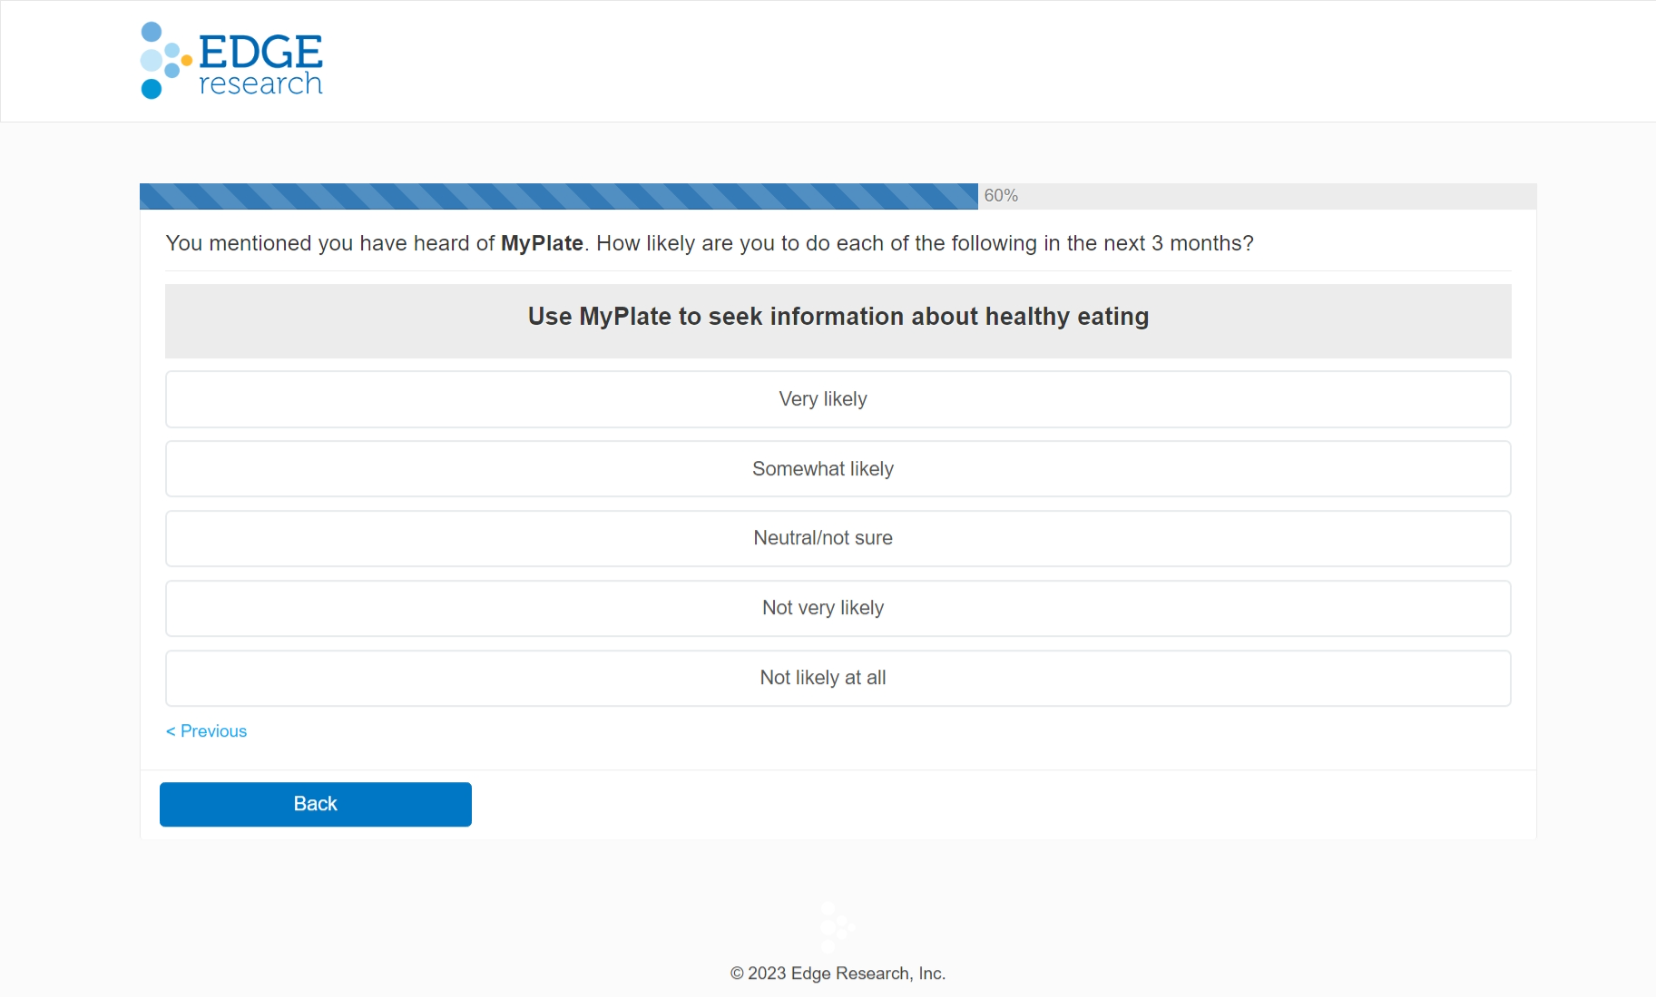 EDGE
research
60%
You mentioned you have heard of MyPlate. How likely are you to do each of the following in the next 3 months?
Use MyPlate to seek information about healthy eating
Very likely
Somewhat likely
Neutral/not sure
Not very likely
Not likely at all
< Previous
Back
© 2023 Edge Research, Inc.